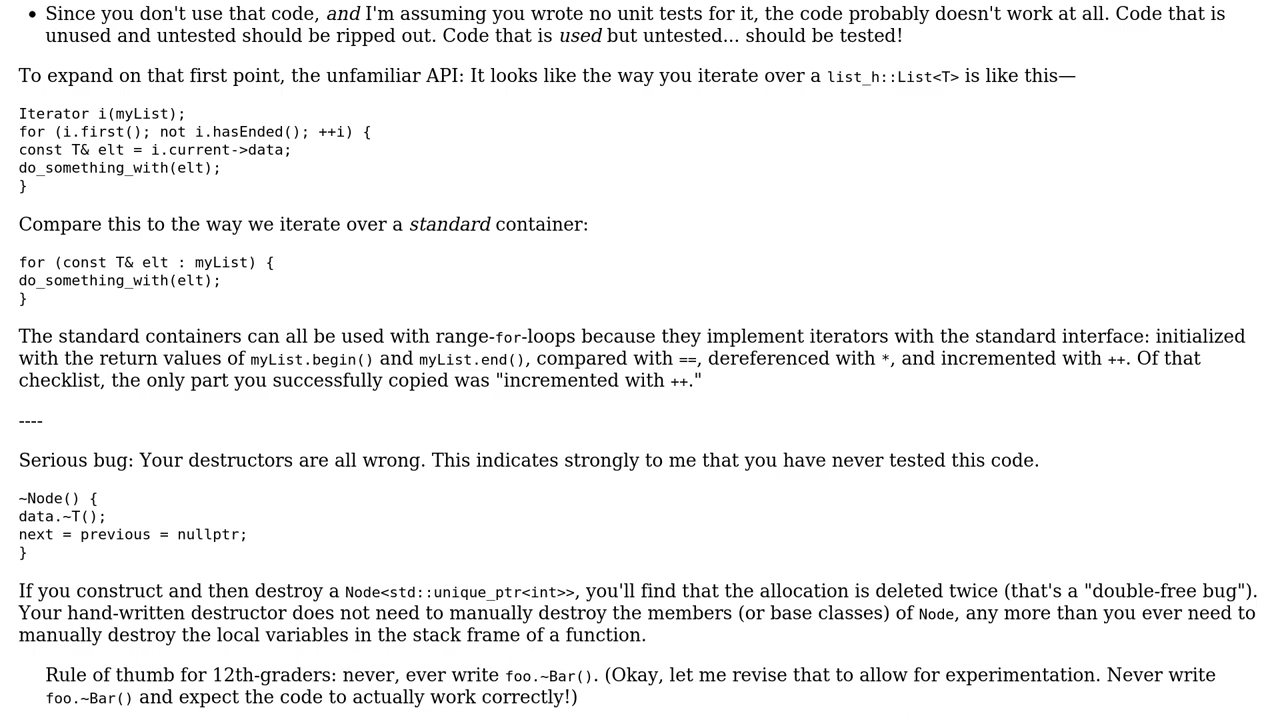 • Since you don't use that code, and I'm assuming you wrote no unit tests for it, the code probably doesn't work at all. Code that is
unused and untested should be ripped out. Code that is used but untested... should be tested!
To expand on that first point, the unfamiliar API: It looks like the way you iterate over a list_h::List<T> is like this—
Iterator i(myList);
for (i.first(); not i.hasEnded(); ++i) {
const T& elt = i.current->data;
do_something_with(elt);
}
Compare this to the way we iterate over a standard container:
for (const T& elt : myList) {
do_something_with(elt);
}
The standard containers can all be used with range-for-loops because they implement iterators with the standard interface: initialized
with the return values of myList.begin() and myList.end(), compared with ==, dereferenced with *, and incremented with ++. Of that
checklist, the only part you successfully copied was "incremented with ++."
----
Serious bug: Your destructors are all wrong. This indicates strongly to me that you have never tested this code.
~Node() {
data.~T();
next = previous = nullptr;
}
If you construct and then destroy a Node<std::unique_ptr<int>>, you'll find that the allocation is deleted twice (that's a "double-free bug").
Your hand-written destructor does not need to manually destroy the members (or base classes) of Node, any more than you ever need to
manually destroy the local variables in the stack frame of a function.
Rule of thumb for 12th-graders: never, ever write foo.~Bar(). (Okay, let me revise that to allow for experimentation. Never write
foo.~Bar() and expect the code to actually work correctly!)